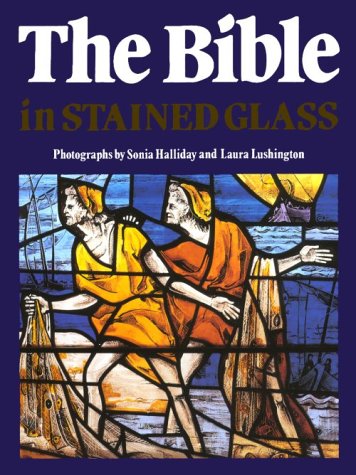 The Bible
in STAINED GLASS
Photographs by Sonia Halliday and Laura Lushington